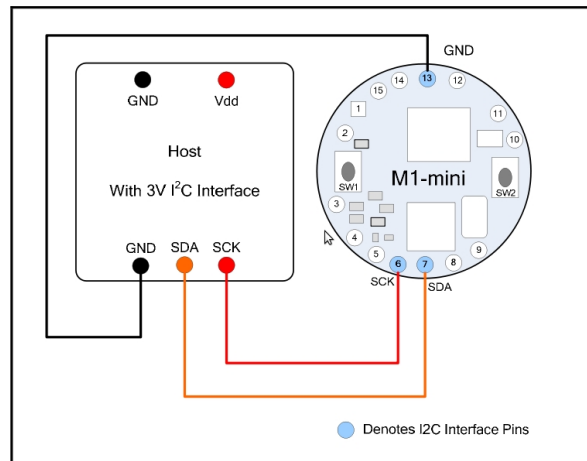 GND
Vdd
Host
With 3V I²C Interface
GND
SDA
SCK
GND
13
14
12
15
1
11
2
10
SW1
M1-mini
SW2
3
4
5
6
7
8
9
SCK
SDA
Denotes I2C Interface Pins